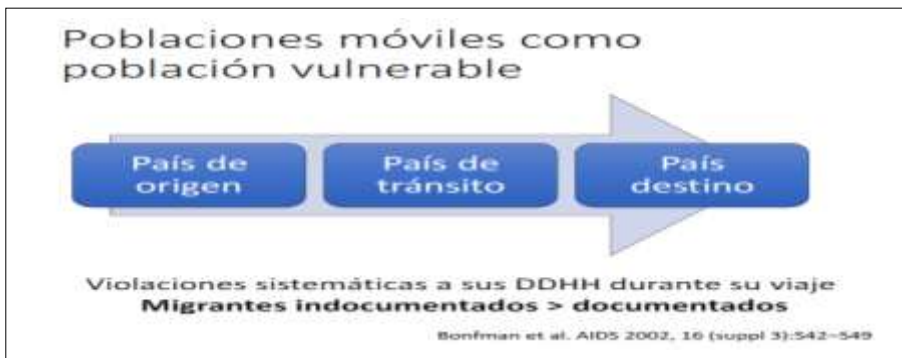 Poblaciones móviles como
población vulnerable
País de
origen
País de
tránsito
País
destino
Violaciones sistemáticas a sus DDHH durante su viaje
Migrantes indocumentados > documentados
Bonfman et al. AIDS 2002, 16 (suppl 3):S42–S49